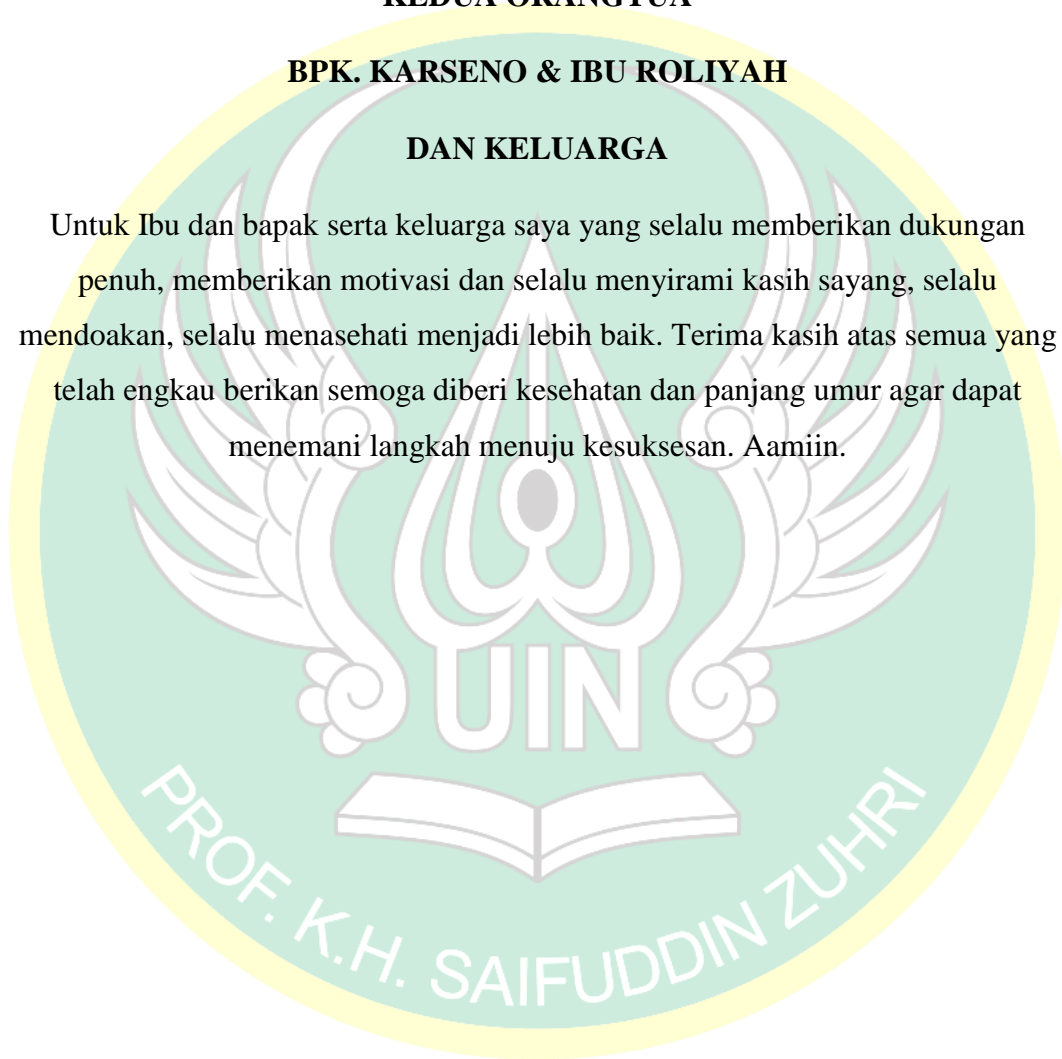 KEDUA ORANGTUA
BPK. KARSENO & IBU ROLIYAH
DAN KELUARGA
Untuk Ibu dan bapak serta keluarga saya yang selalu memberikan dukungan
penuh, memberikan motivasi dan selalu menyirami kasih sayang, selalu
mendoakan, selalu menasehati menjadi lebih baik. Terima kasih atas semua yang
telah engkau berikan semoga diberi kesehatan dan panjang umur agar dapat
menemani langkah menuju kesuksesan. Aamiin.
UIN
PROF. K.H. SAIFUDDIN ZUHRI